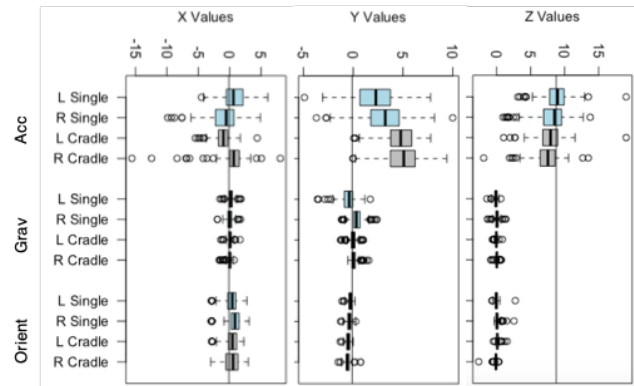 X Values
Y Values
Z Values
-15 -10 -5 0 5
-5 0 5 10
0 5 10 15
Acc
L Single
R Single
L Cradle
R Cradle
Grav
L Single
R Single
L Cradle
R Cradle
Orient
L Single
R Single
L Cradle
R Cradle